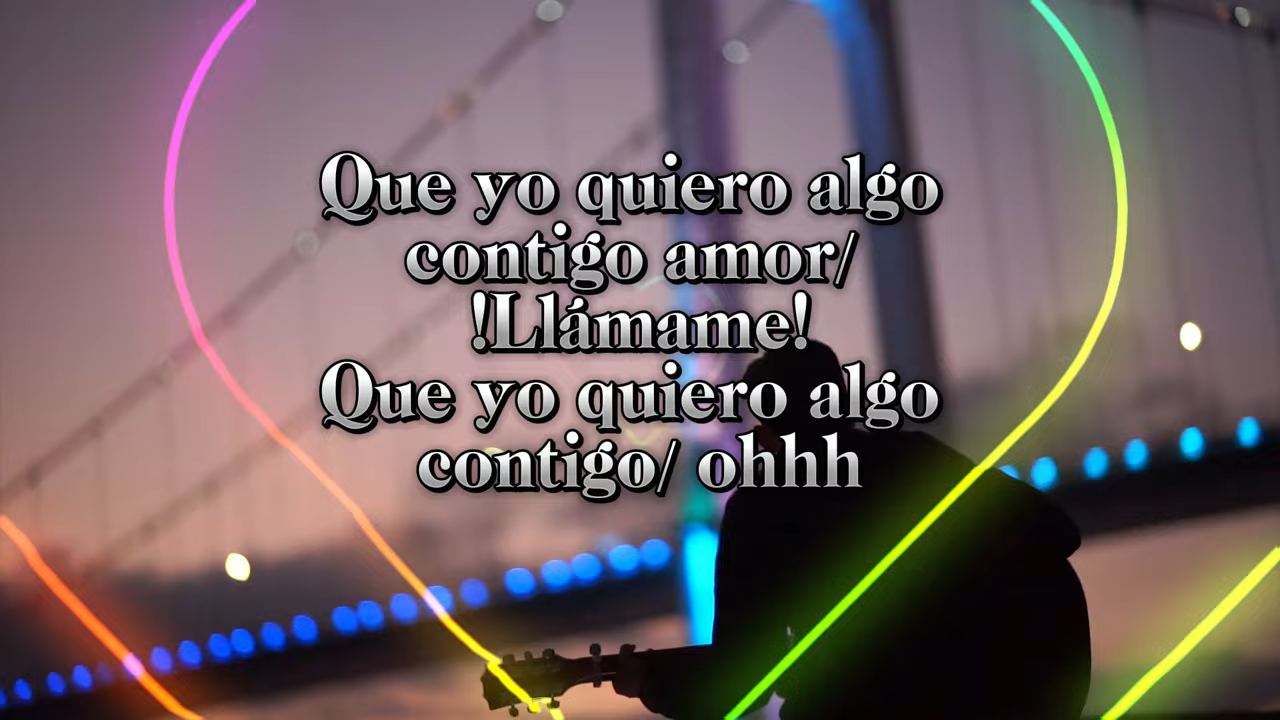 Que yo quiero algo
contigo amor/
!Llámame!
Que yo quiero algo
contigo/ ohhh